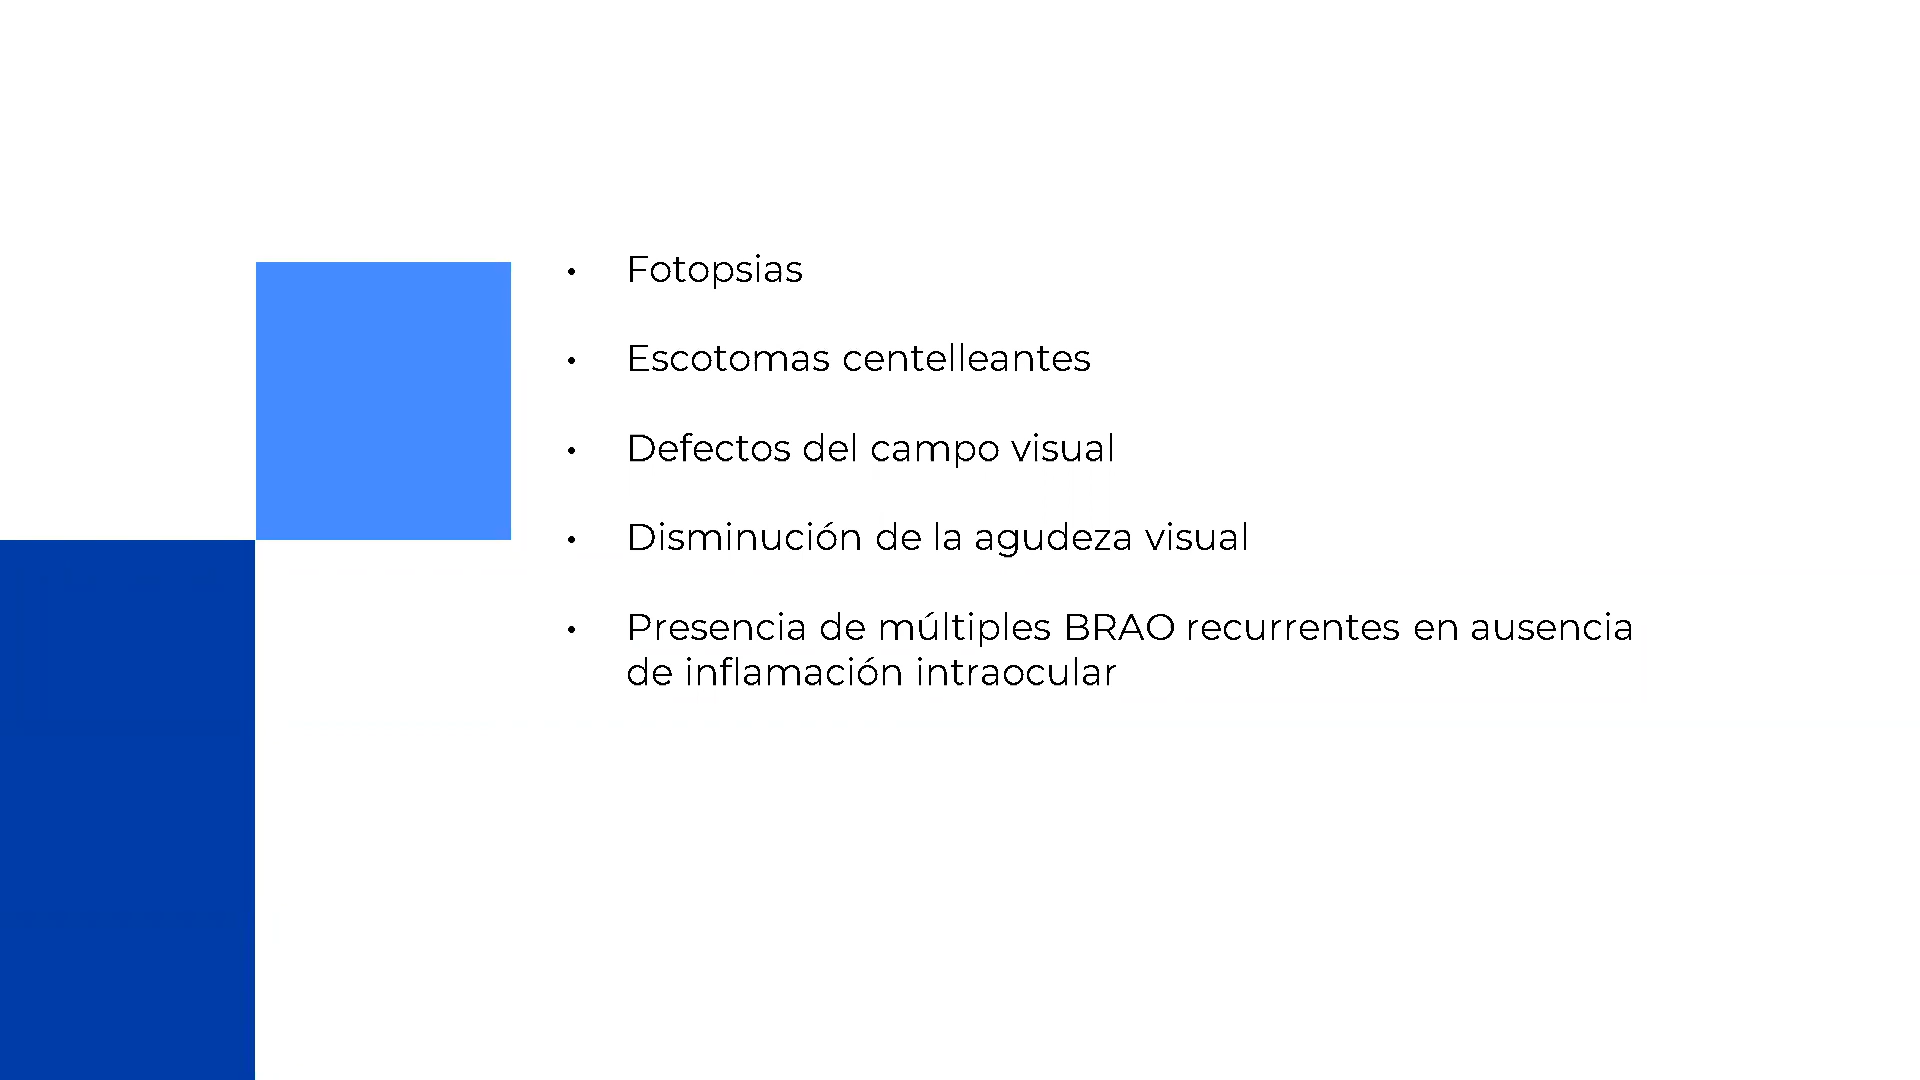 • Fotopsias
• Escotomas centelleantes
• Defectos del campo visual
• Disminución de la agudeza visual
• Presencia de múltiples BRAO recurrentes en ausencia
de inflamación intraocular